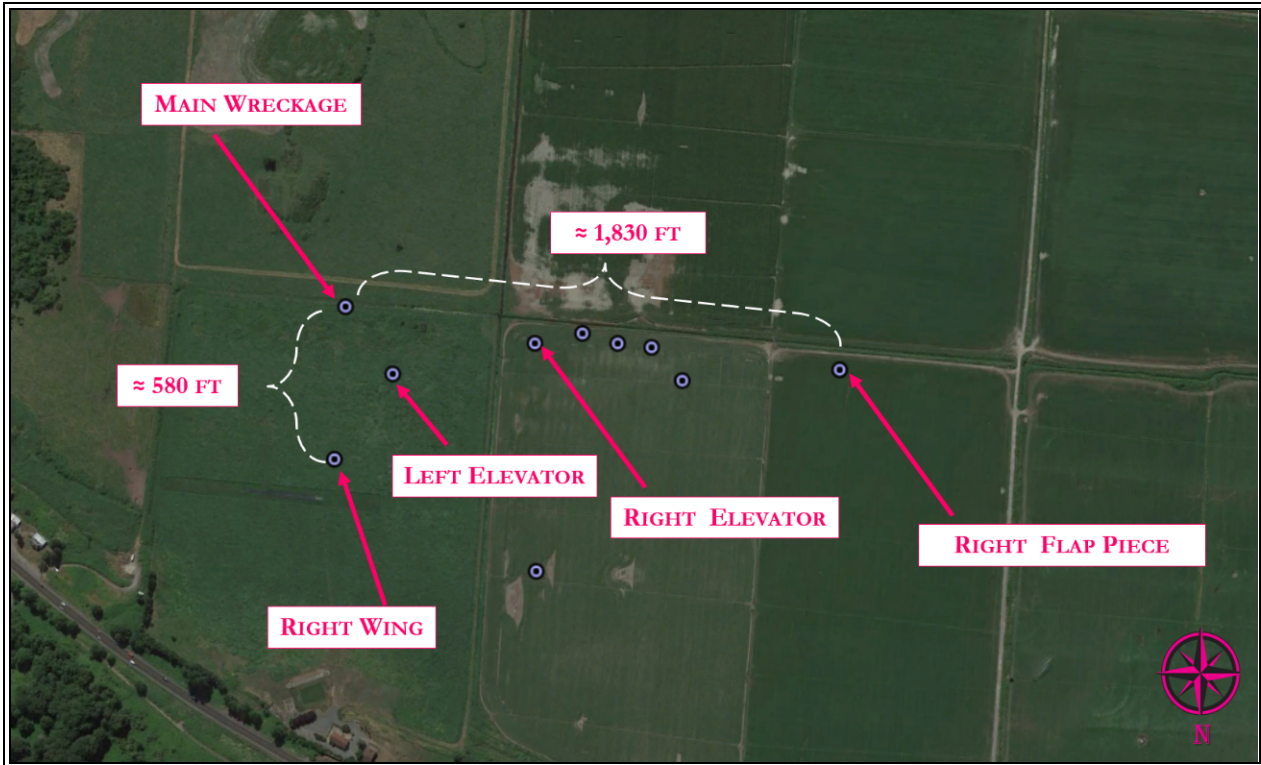 MAIN WRECKAGE
≈ 1,830 FT
≈ 580 FT
LEFT ELEVATOR
RIGHT ELEVATOR
RIGHT FLAP PIECE
RIGHT WING
N